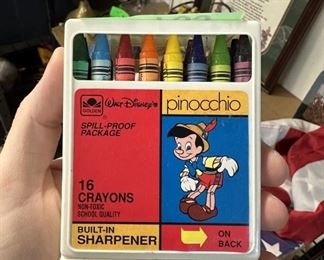 GOLDEN
Walt Disney's
pinocchio
SPILL-PROOF
PACKAGE
16
CRAYONS
NON-TOXIC
SCHOOL QUALITY
BUILT-IN
SHARPENER
ON
BACK